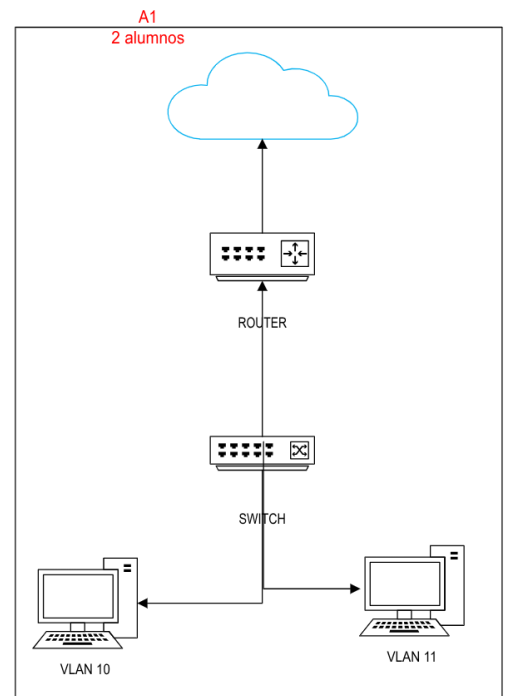 A1
2 alumnos
ROUTER
SWITCH
VLAN 10
VLAN 11